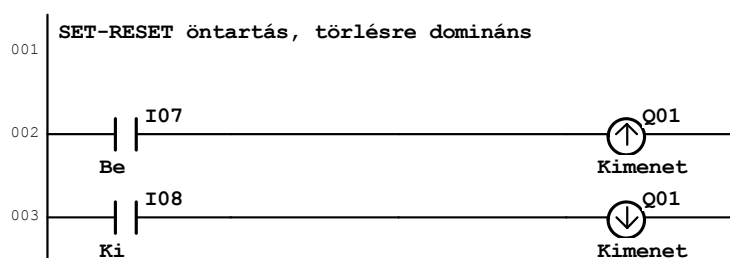 SET-RESET öntartás, törlésre domináns
001
I07 Q01
002
Be Kimenet
I08 Q01
003
Ki Kimenet